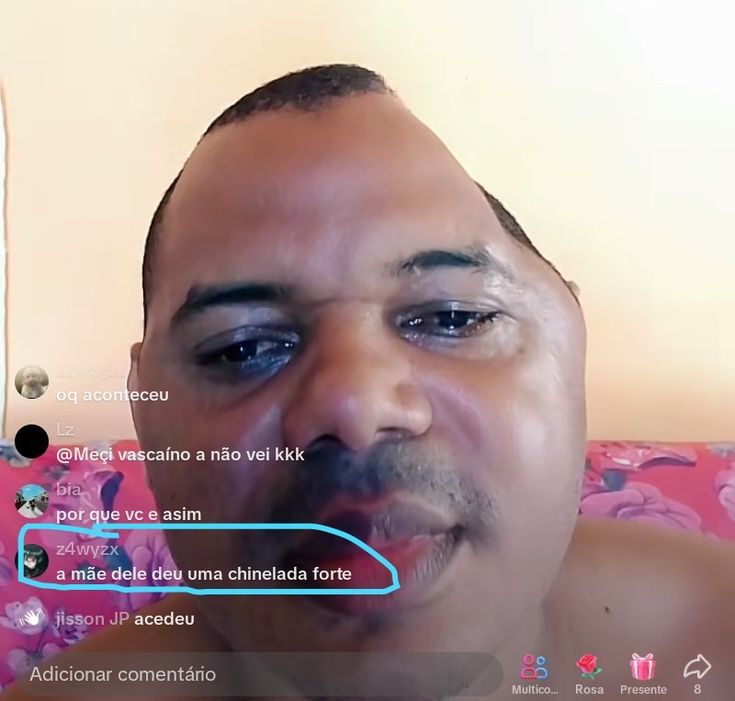 oq aconteceu
Lz
@Meçi vascaíno a não vei kkk
bia
por que vc e asim
z4wyzx
a mãe dele deu uma chinelada forte
jisson JP acedeu
Adicionar comentário
Multico...
Rosa
Presente
8